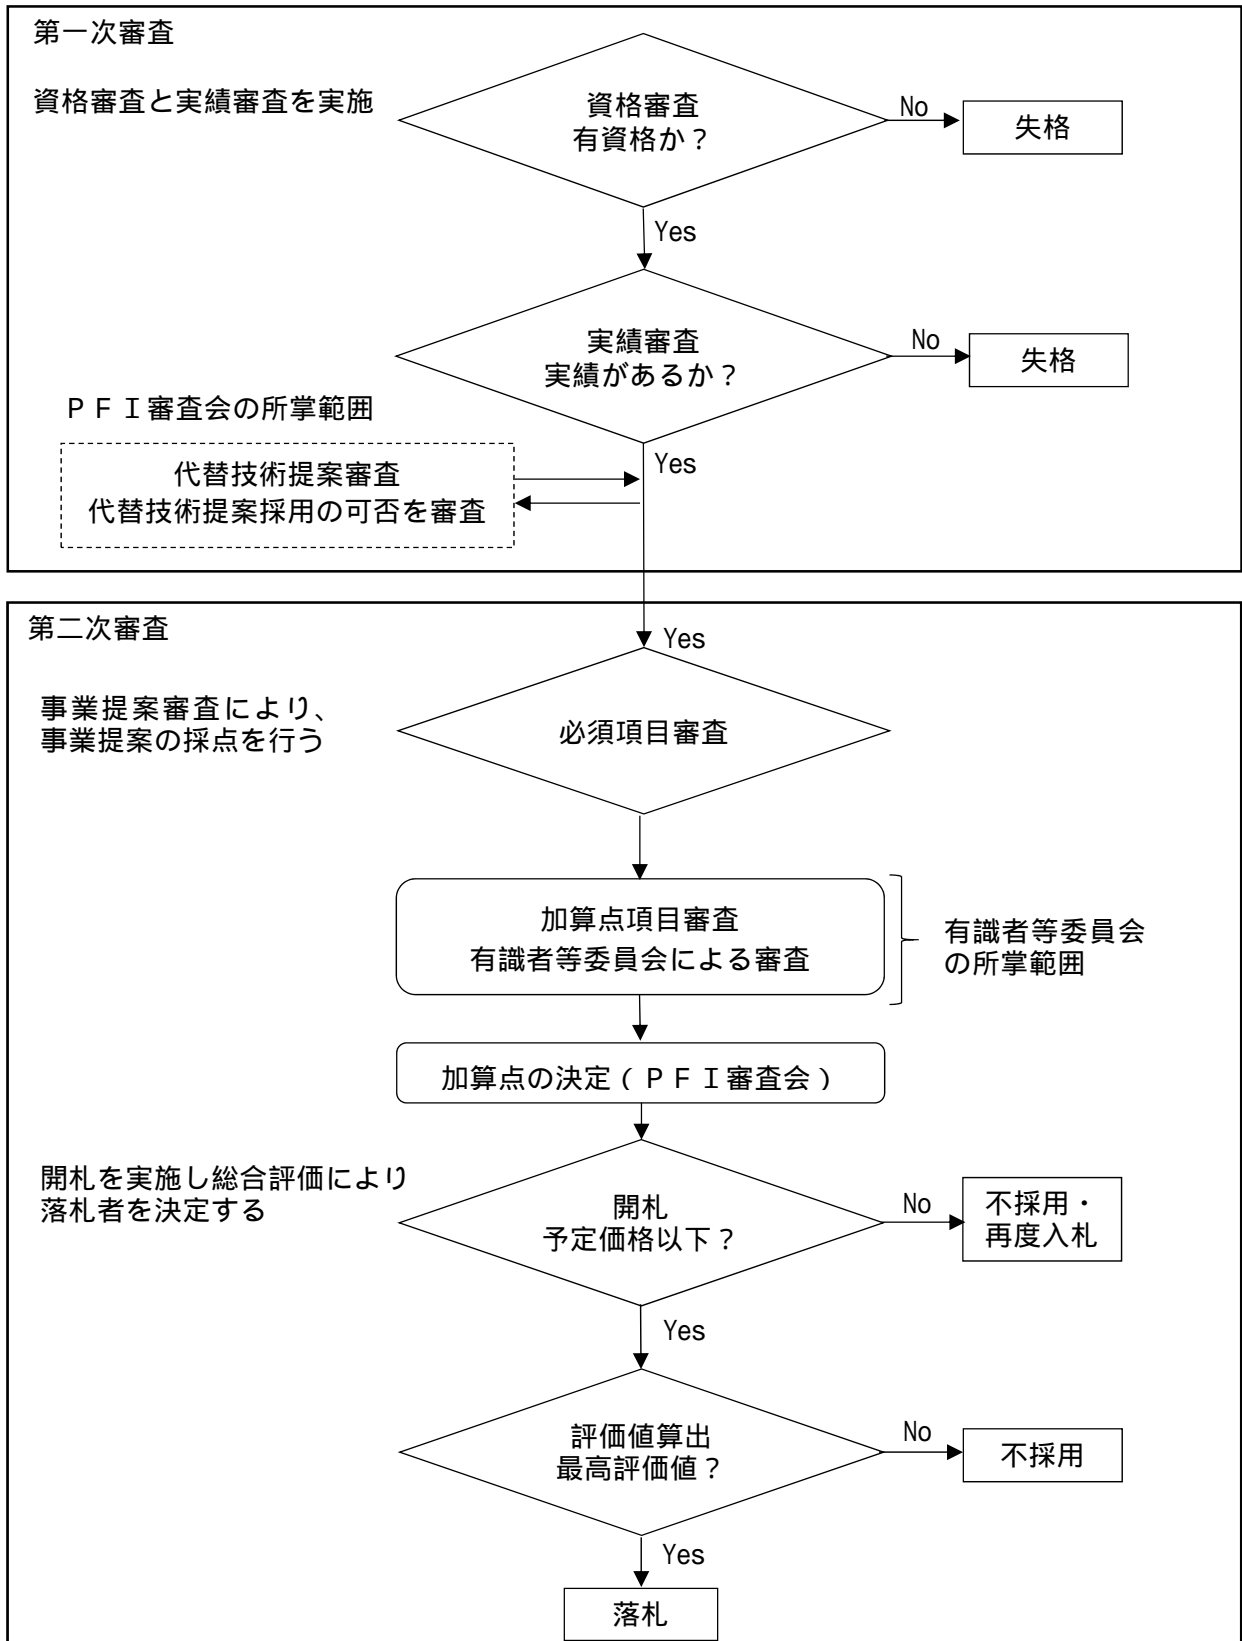 第一次審査
資格審査と実績審査を実施
資格審査
有資格か？
No
失格
Yes
実績審査
実績があるか？
No
失格
ＰＦＩ審査会の所掌範囲
Yes
代替技術提案審査
代替技術提案採用の可否を審査
第二次審査
Yes
事業提案審査により、
事業提案の採点を行う
必須項目審査
加算点項目審査
有識者等委員会による審査
有識者等委員会
の所掌範囲
加算点の決定（ＰＦＩ審査会）
開札を実施し総合評価により
落札者を決定する
開札
予定価格以下？
No
不採用・
再度入札
Yes
評価値算出
最高評価値？
No
不採用
Yes
落札